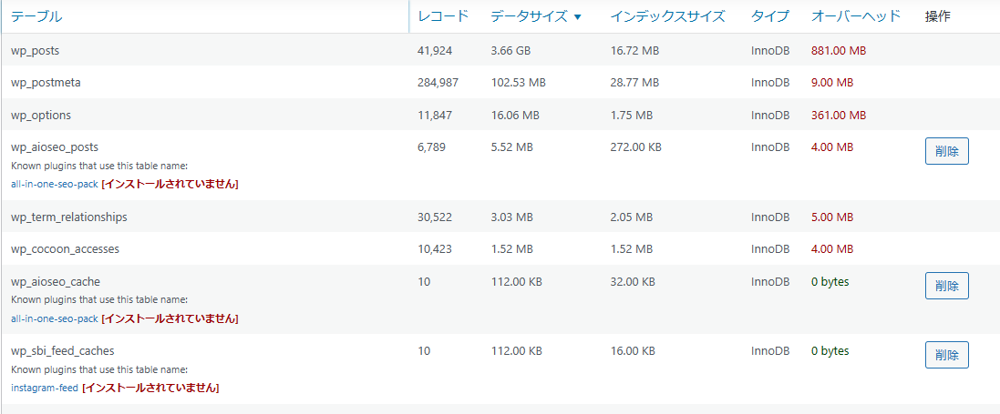 テーブル レコード データサイズ ▼ インデックスサイズ タイプ オーバーヘッド 操作
wp_posts 41,924 3.66 GB 16.72 MB InnoDB 881.00 MB
wp_postmeta 284,987 102.53 MB 28.77 MB InnoDB 9.00 MB
wp_options 11,847 16.06 MB 1.75 MB InnoDB 361.00 MB
wp_aioseo_posts 6,789 5.52 MB 272.00 KB InnoDB 4.00 MB 削除
Known plugins that use this table name:
all-in-one-seo-pack [インストールされていません]
wp_term_relationships 30,522 3.03 MB 2.05 MB InnoDB 5.00 MB
wp_cocoon_accesses 10,423 1.52 MB 1.52 MB InnoDB 4.00 MB
wp_aioseo_cache 10 112.00 KB 32.00 KB InnoDB 0 bytes 削除
Known plugins that use this table name:
all-in-one-seo-pack [インストールされていません]
wp_sbi_feed_caches 10 112.00 KB 16.00 KB InnoDB 0 bytes 削除
Known plugins that use this table name:
instagram-feed [インストールされていません]